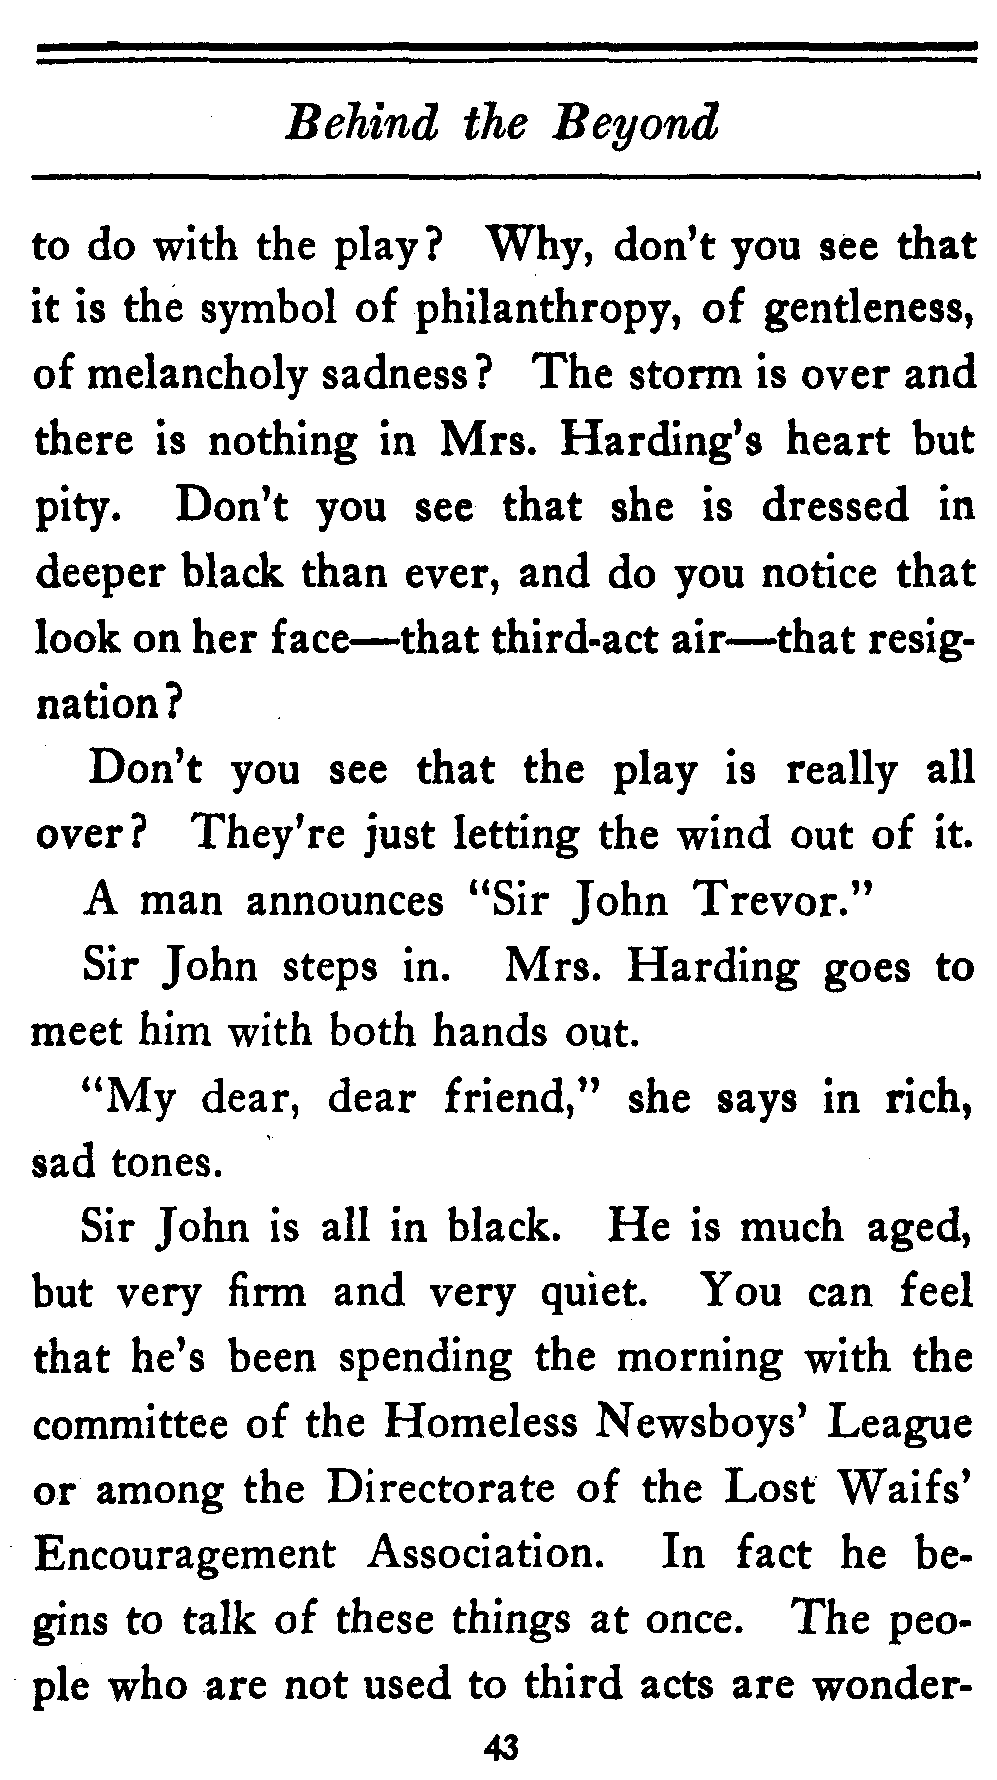 Behind the Beyond
to do with the play? Why, don't you see that
it is the symbol of philanthropy, of gentleness,
of melancholy sadness? The storm is over and
there is nothing in Mrs. Harding's heart but
pity. Don't you see that she is dressed in
deeper black than ever, and do you notice that
look on her face—that third-act air—that resig-
nation?
Don't you see that the play is really all
over? They're just letting the wind out of it.
A man announces "Sir John Trevor."
Sir John steps in. Mrs. Harding goes to
meet him with both hands out.
"My dear, dear friend," she says in rich,
sad tones.
Sir John is all in black. He is much aged,
but very firm and very quiet. You can feel
that he's been spending the morning with the
committee of the Homeless Newsboys' League
or among the Directorate of the Lost Waifs'
Encouragement Association. In fact he be-
gins to talk of these things at once. The peo-
ple who are not used to third acts are wonder-
43